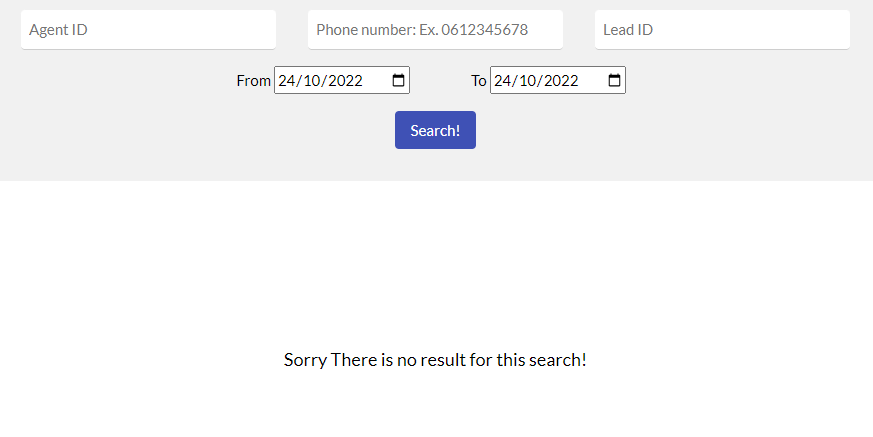 Agent ID Phone number: Ex. 0612345678 Lead ID
From 24/10/2022 To 24/10/2022
Search!
Sorry There is no result for this search!